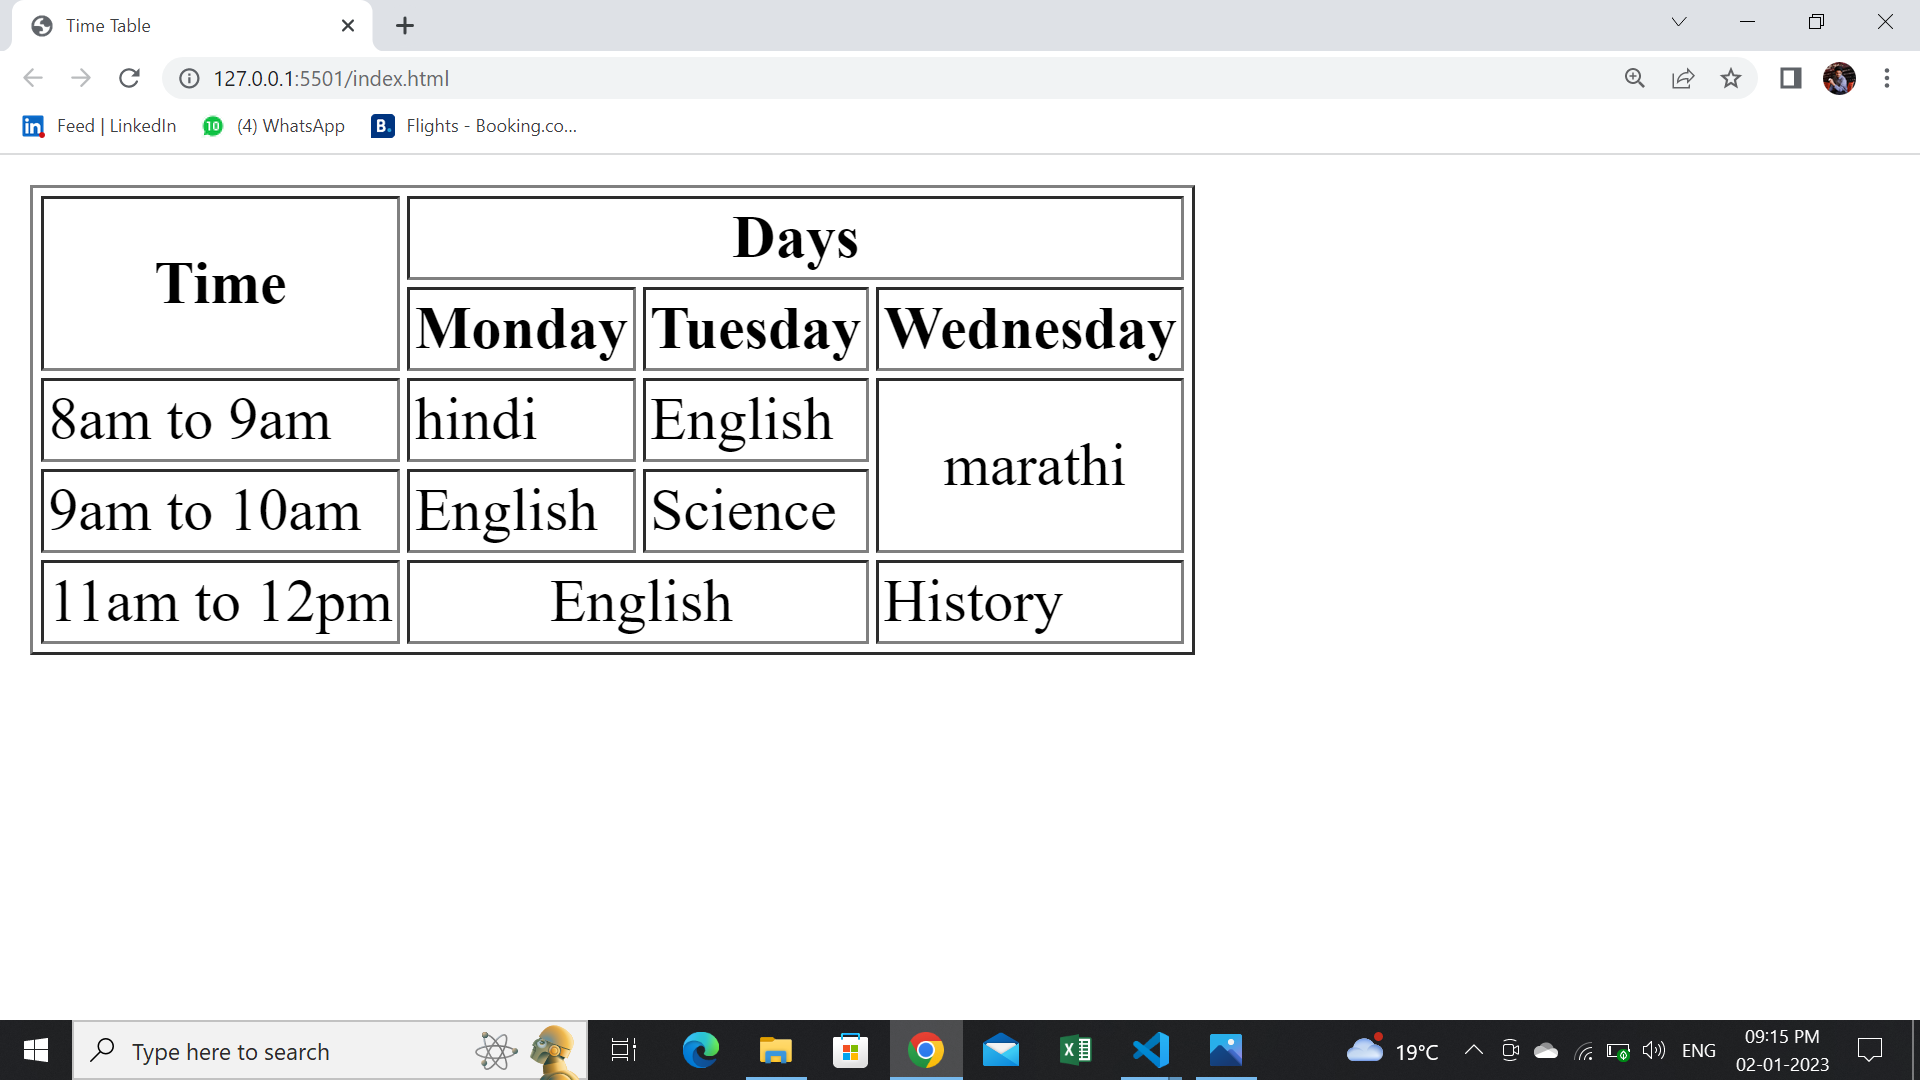 Time Table
127.0.0.1:5501/index.html
in Feed | LinkedIn 10 (4) WhatsApp B. Flights - Booking.co...
Time Days
Monday Tuesday Wednesday
8am to 9am hindi English marathi
9am to 10am English Science
11am to 12pm English History
Type here to search 19°C ENG 09:15 PM
02-01-2023